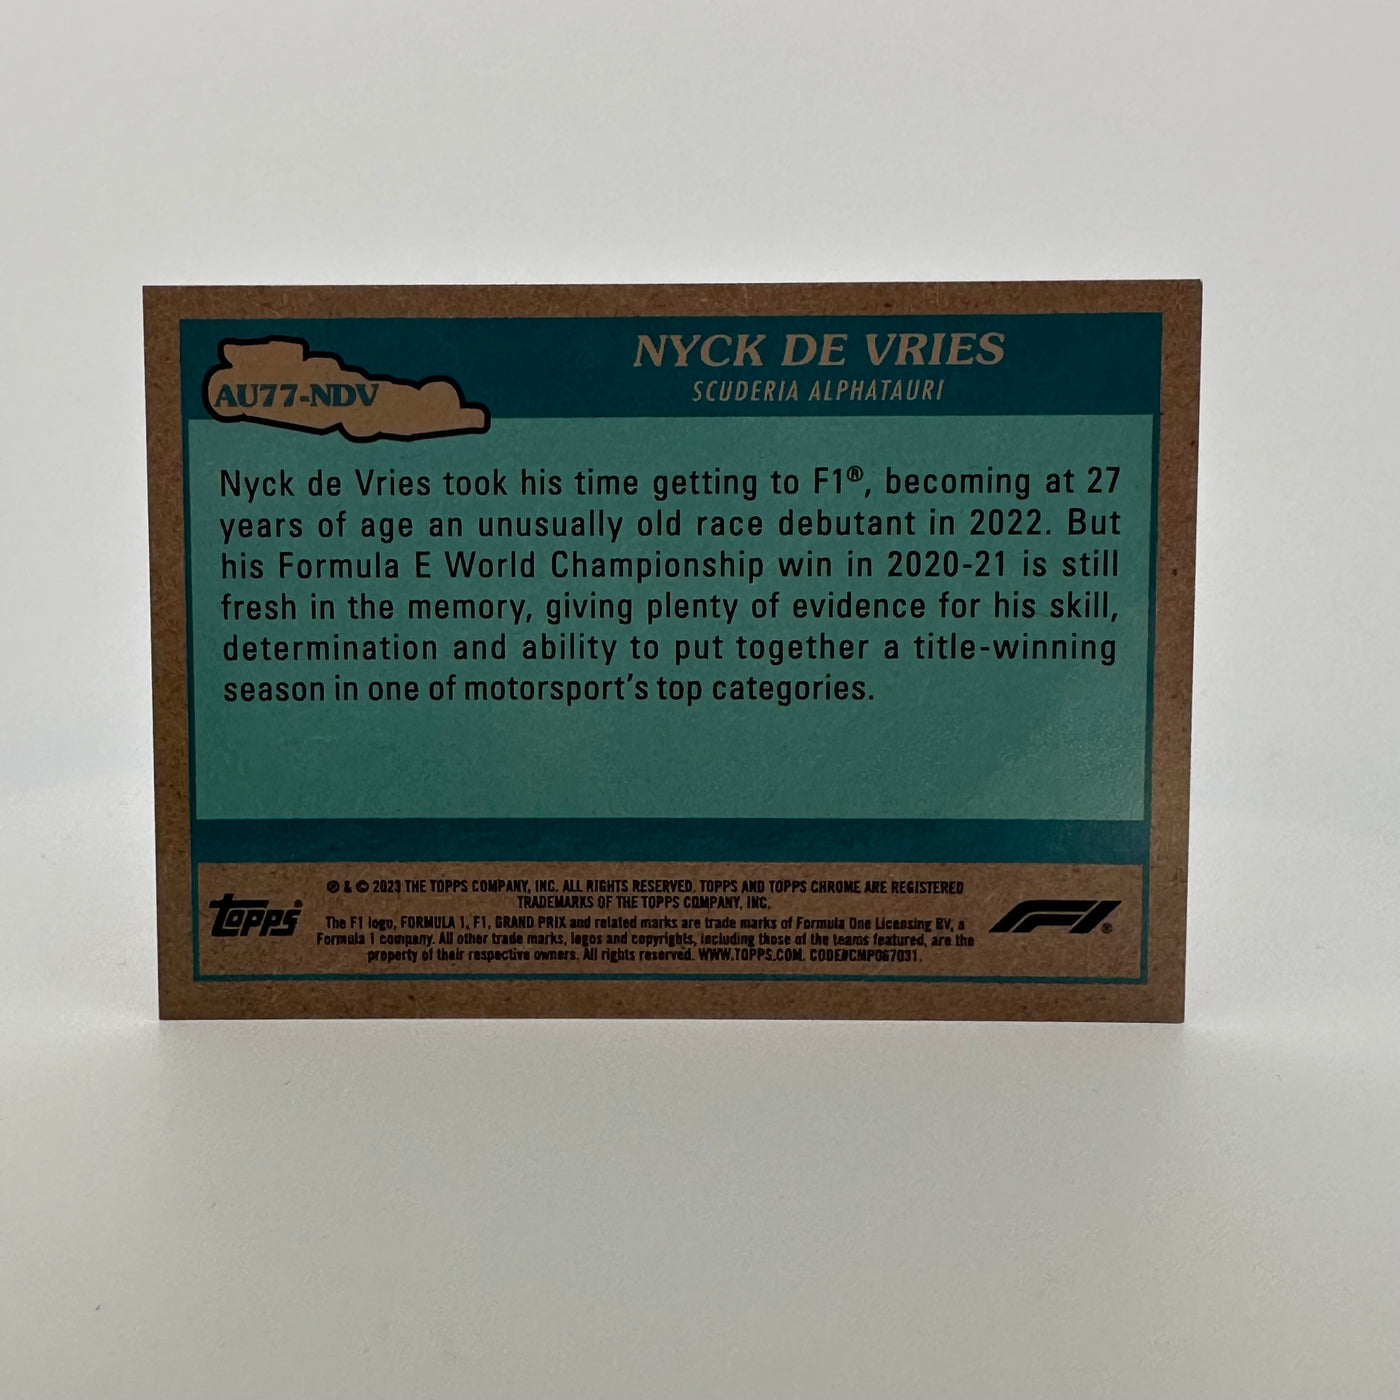 AU77-NDV
NYCK DE VRIES
SCUDERIA ALPHATAURI
Nyck de Vries took his time getting to F1®, becoming at 27
years of age an unusually old race debutant in 2022. But
his Formula E World Championship win in 2020-21 is still
fresh in the memory, giving plenty of evidence for his skill,
determination and ability to put together a title-winning
season in one of motorsport's top categories.
topps
℗ & © 2023 THE TOPPS COMPANY, INC. ALL RIGHTS RESERVED. TOPPS AND TOPPS CHROME ARE REGISTERED
TRADEMARKS OF THE TOPPS COMPANY, INC.
The F1 logo, FORMULA 1, F1, GRAND PRIX and related marks are trade marks of Formula One Licensing BV, a
Formula 1 company. All other trade marks, logos and copyrights, including those of the teams featured, are the
property of their respective owners. All rights reserved. WWW.TOPPS.COM. CODE#CMP067031.
F1®